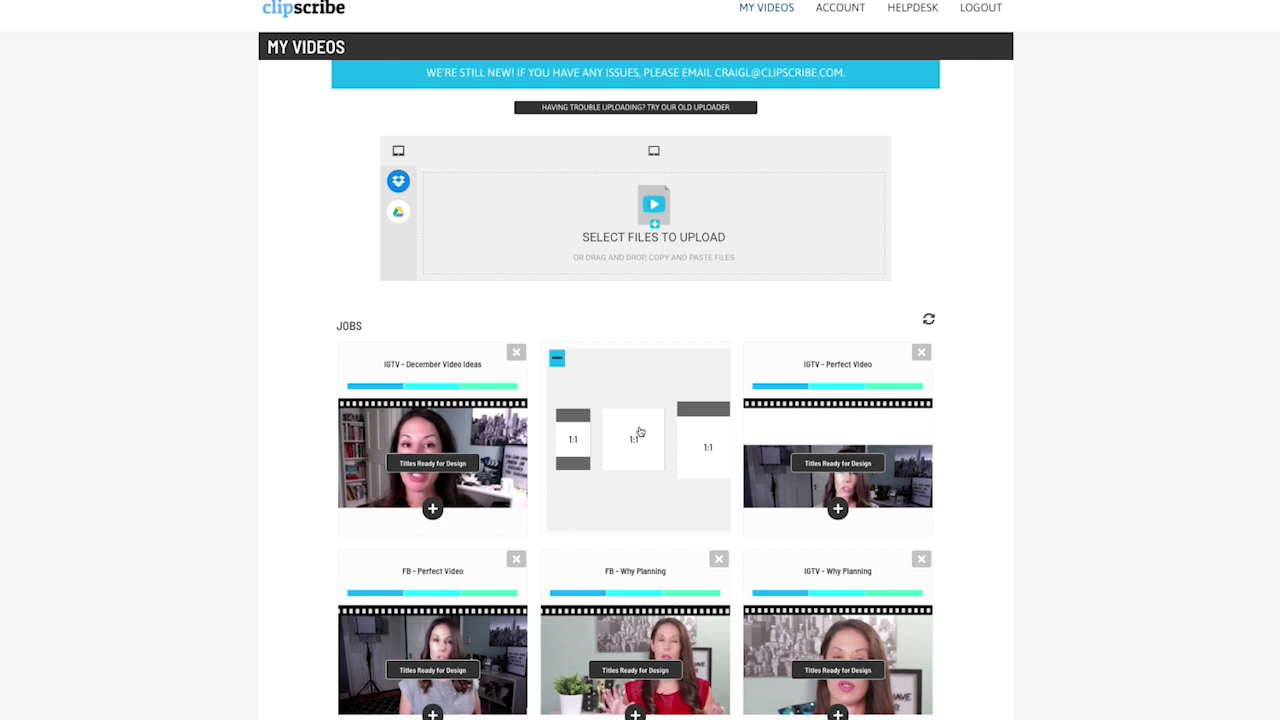 clipscribe
MY VIDEOS ACCOUNT HELPDESK LOGOUT
MY VIDEOS
WE'RE STILL NEW! IF YOU HAVE ANY ISSUES, PLEASE EMAIL CRAIGL@CLIPSCRIBE.COM.
HAVING TROUBLE UPLOADING? TRY OUR OLD UPLOADER
SELECT FILES TO UPLOAD
OR DRAG AND DROP, COPY AND PASTE FILES
JOBS
IGTV - December Video Ideas
IGTV - Perfect Video
1:1 1:1 1:1
Titles Ready for Design
Titles Ready for Design
FB - Perfect Video
FB - Why Planning
IGTV - Why Planning
Titles Ready for Design
Titles Ready for Design
Titles Ready for Design